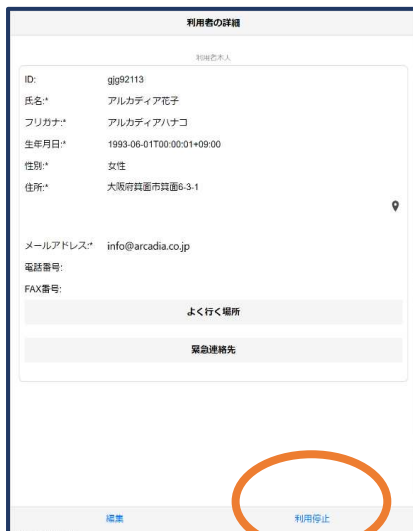 利用者の詳細
利用者本人
ID: gjg92113
氏名:* アルカディア花子
フリガナ:* アルカディアハナコ
生年月日:* 1993-06-01T00:00:01+09:00
性別:* 女性
住所:* 大阪府箕面市箕面6-3-1
メールアドレス:* info@arcadia.co.jp
電話番号:
FAX番号:
よく行く場所
緊急連絡先
編集 利用停止